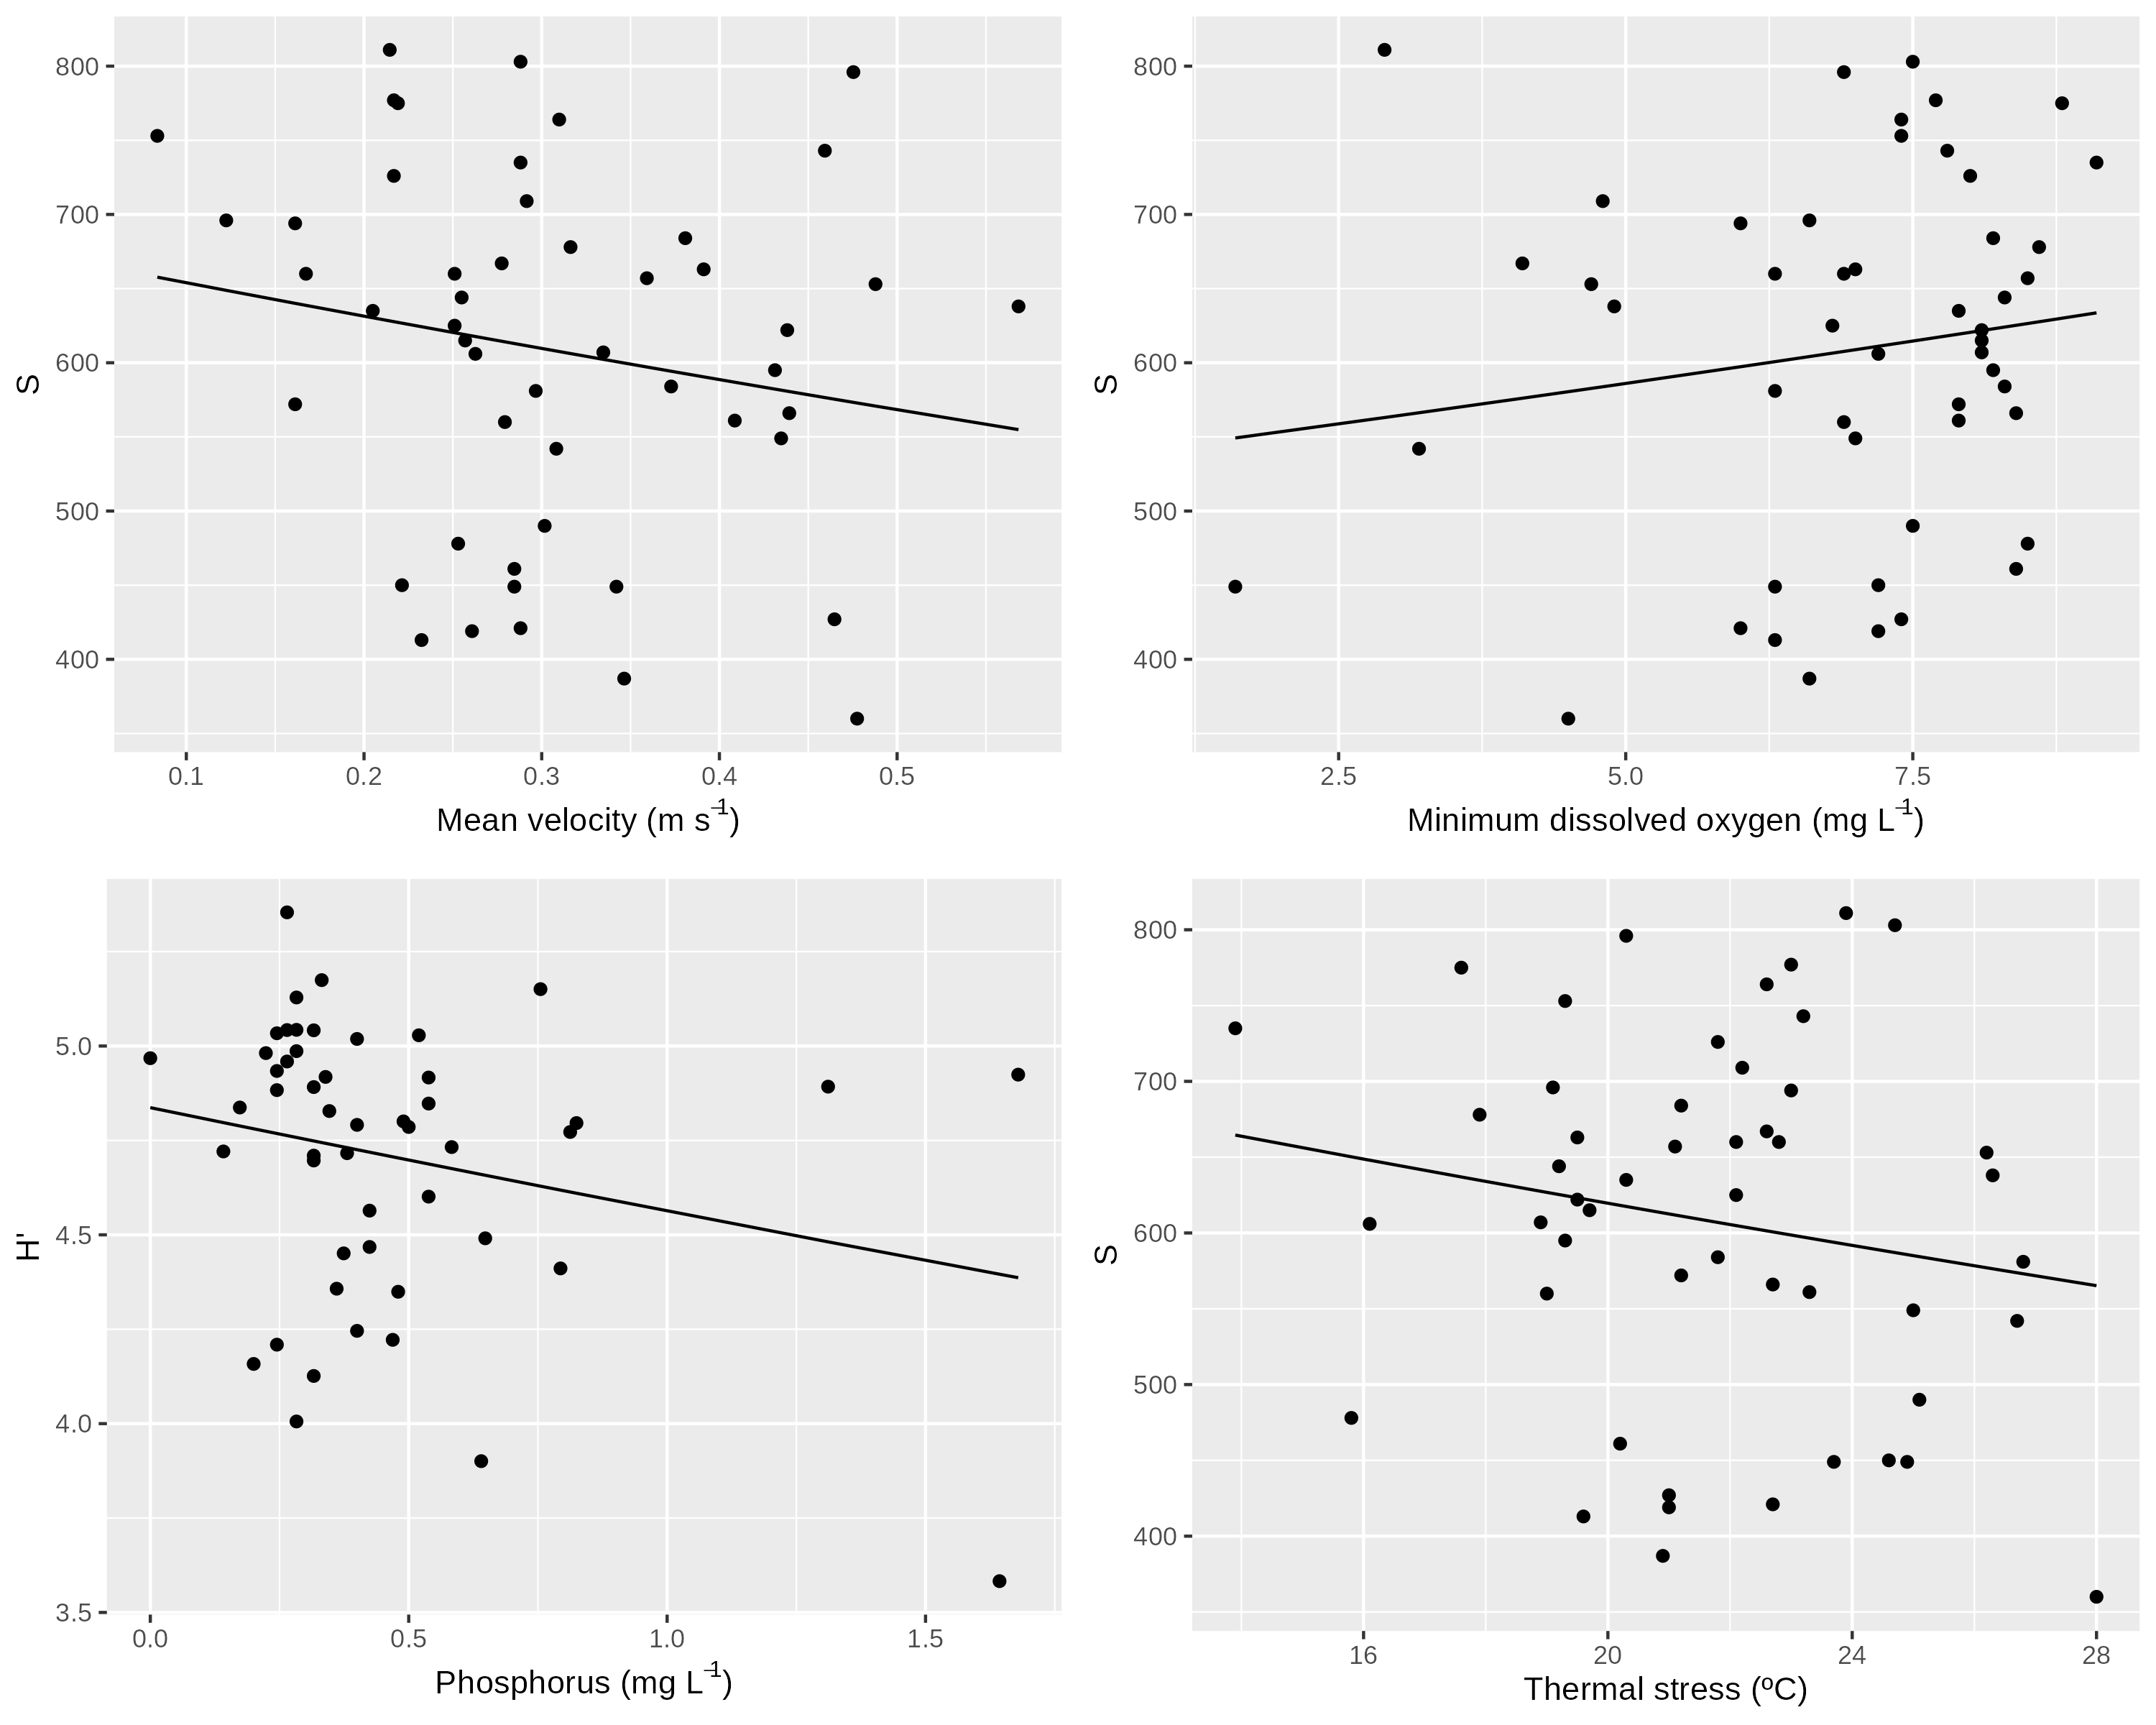 800
700
600
500
400
S
0.1 0.2 0.3 0.4 0.5
Mean velocity (m s⁻¹)
800
700
600
500
400
S
2.5 5.0 7.5
Minimum dissolved oxygen (mg L⁻¹)
5.0
4.5
4.0
3.5
H'
0.0 0.5 1.0 1.5
Phosphorus (mg L⁻¹)
800
700
600
500
400
S
16 20 24 28
Thermal stress (ºC)